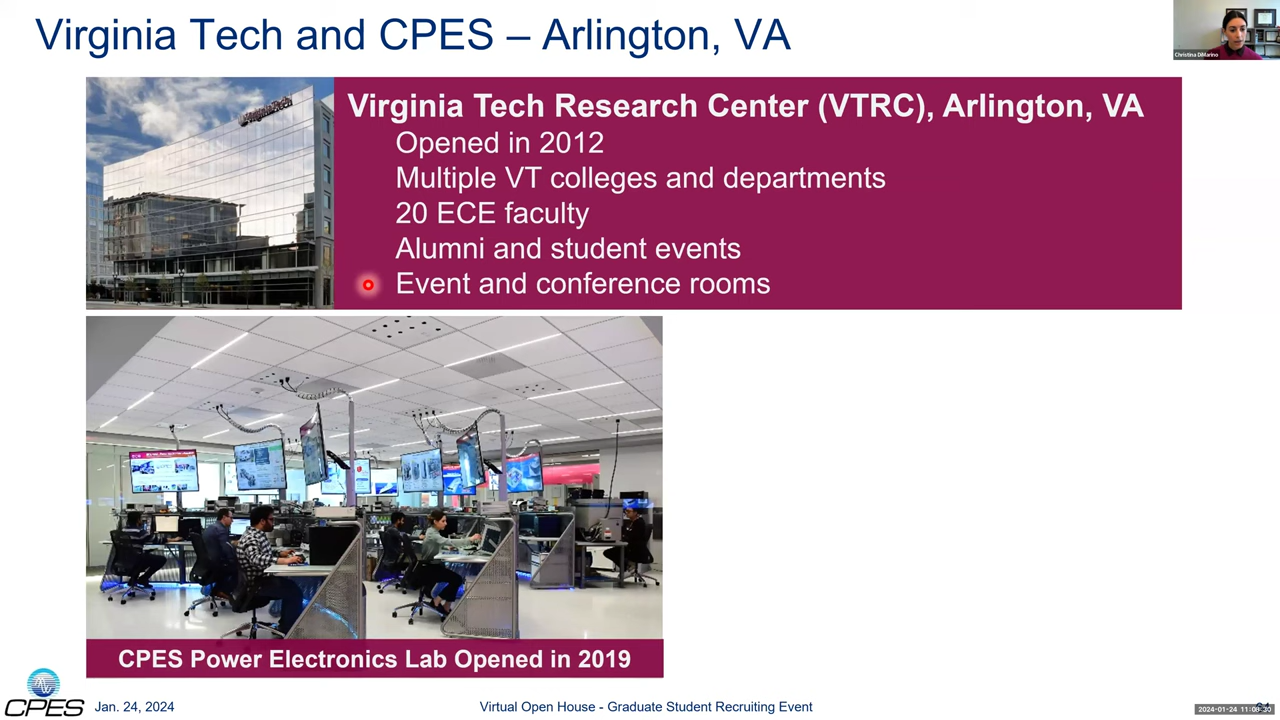 Virginia Tech and CPES – Arlington, VA
Christina DiMarino
Virginia Tech Research Center (VTRC), Arlington, VA
Opened in 2012
Multiple VT colleges and departments
20 ECE faculty
Alumni and student events
Event and conference rooms
CPES Power Electronics Lab Opened in 2019
CPES
Jan. 24, 2024
Virtual Open House - Graduate Student Recruiting Event